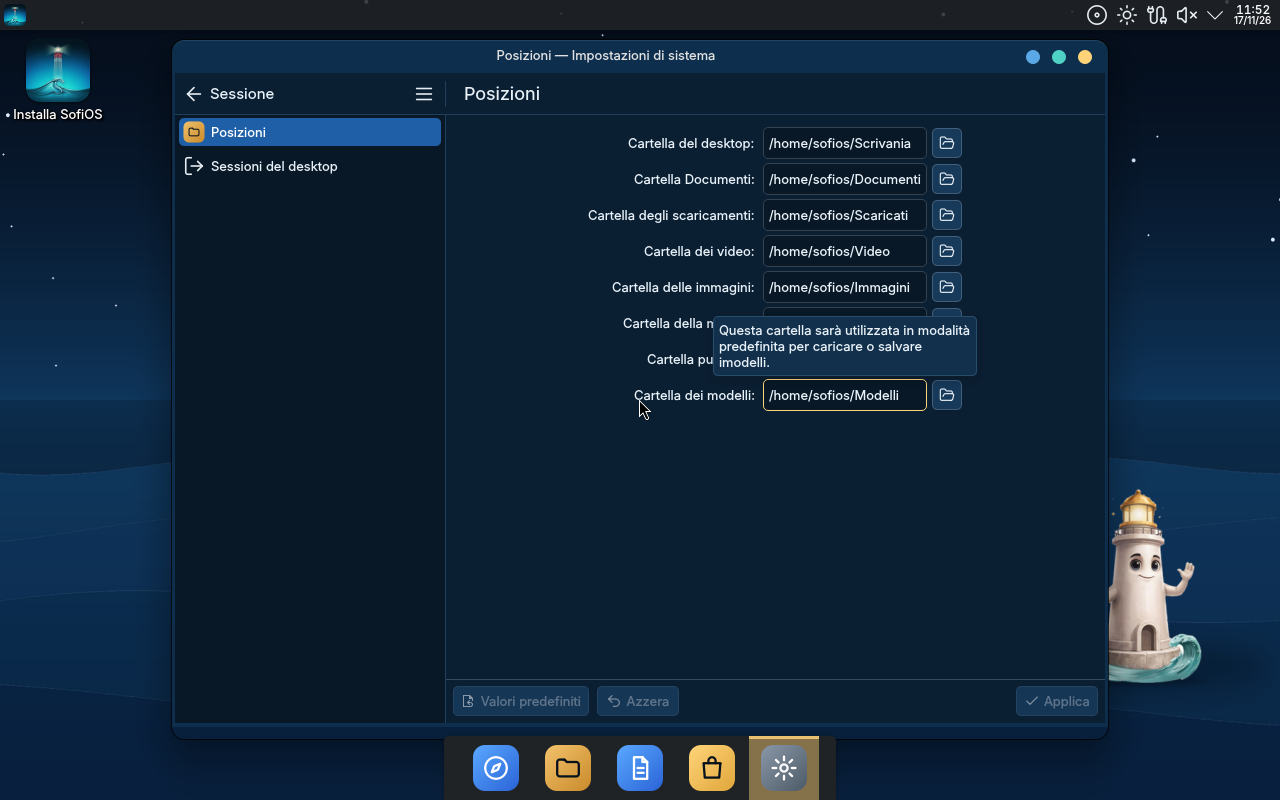 11:52
17/11/26
Posizioni — Impostazioni di sistema
Installa SofiOS
Sessione
Posizioni
Posizioni
Sessioni del desktop
Cartella del desktop: /home/sofios/Scrivania
Cartella Documenti: /home/sofios/Documenti
Cartella degli scaricamenti: /home/sofios/Scaricati
Cartella dei video: /home/sofios/Video
Cartella delle immagini: /home/sofios/Immagini
Cartella della
Questa cartella sarà utilizzata in modalità
predefinita per caricare o salvare
imodelli.
Cartella
Cartella dei modelli: /home/sofios/Modelli
Valori predefiniti
Azzera
Applica